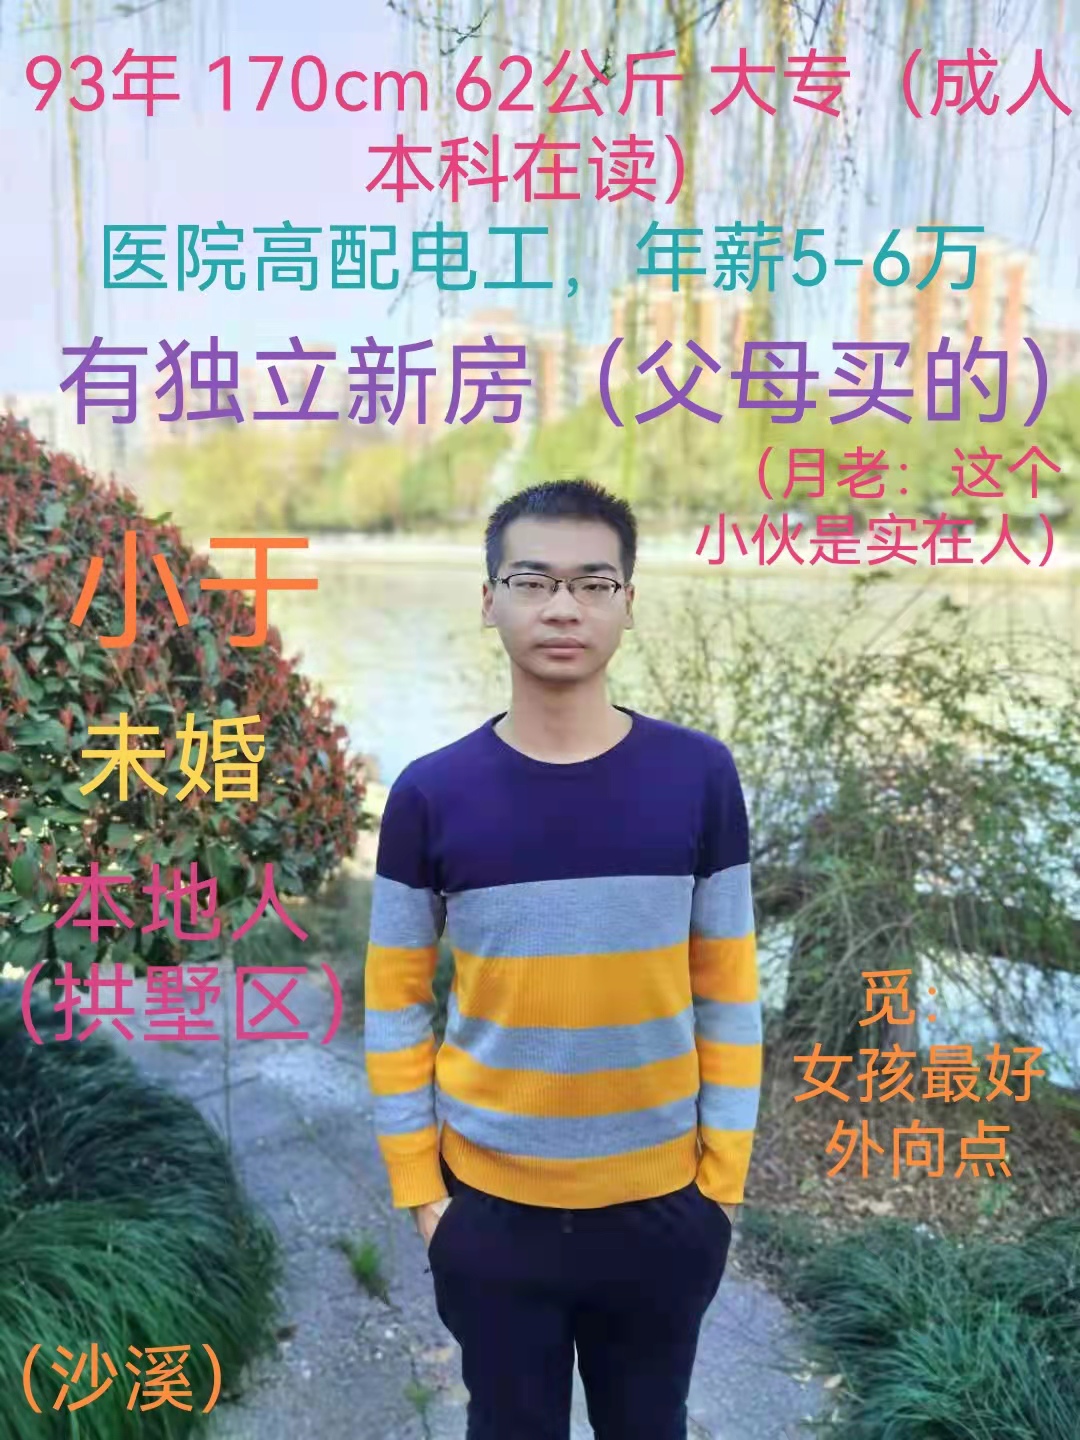 93年 170cm 62公斤 大专（成人
本科在读）
医院高配电工，年薪5-6万
有独立新房（父母买的）
（月老：这个
小伙是实在人）
小于
未婚
本地人
（拱墅区）
觅：
女孩最好
外向点
（沙溪）